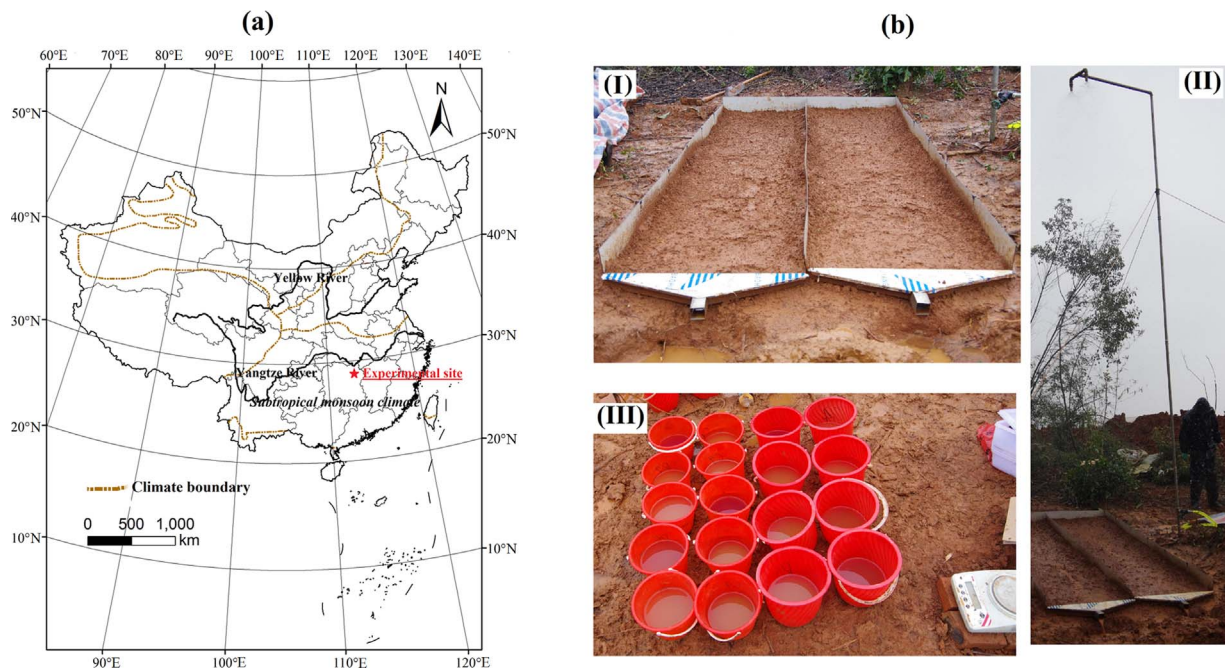 (a)
60°E 70°E 80°E 90°E 100°E 110°E 120°E 130°E 140°E
N
50°N
50°N
40°N
40°N
30°N
30°N
20°N
20°N
10°N
10°N
Yellow River
Yangtze River
Experimental site
Subtropical monsoon climate
Climate boundary
0 500 1,000
km
90°E 100°E 110°E 120°E
(b)
(I)
(II)
(III)